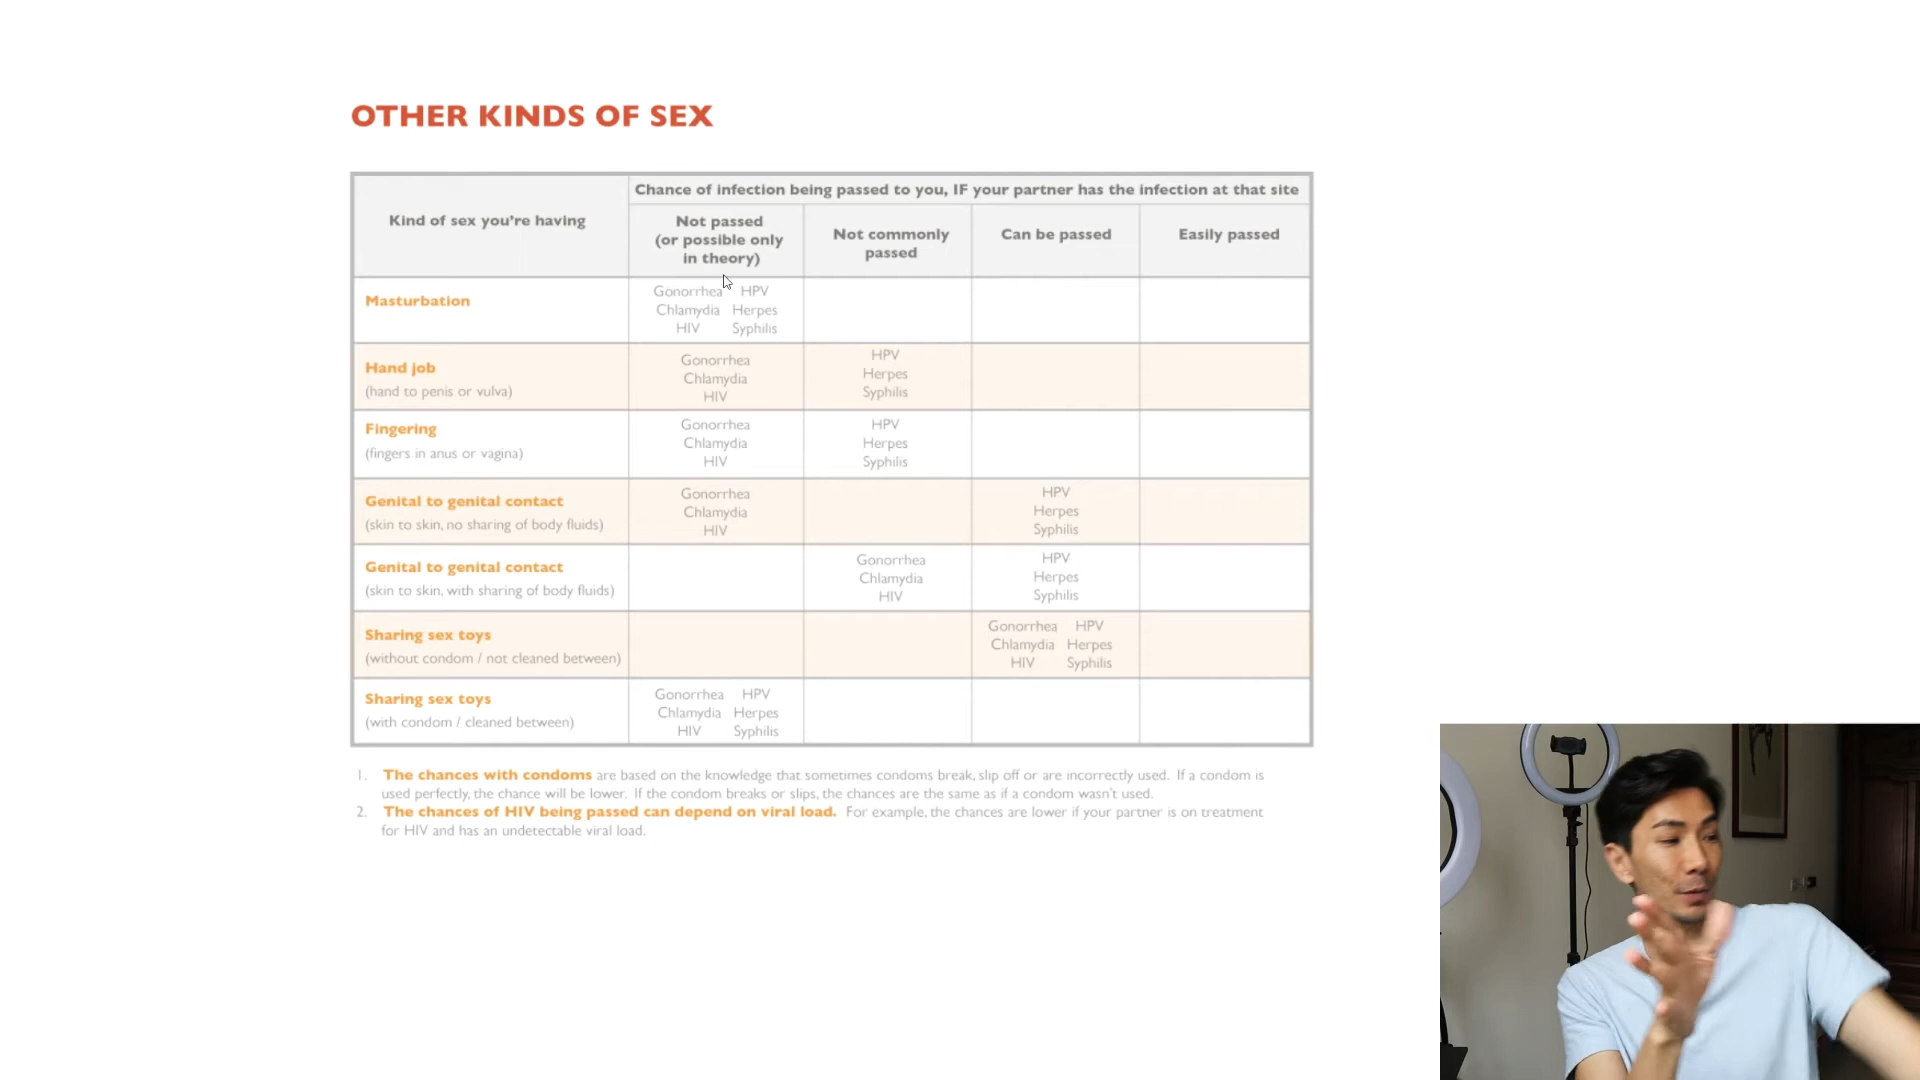 OTHER KINDS OF SEX
Kind of sex you're having
Chance of infection being passed to you, IF your partner has the infection at that site
Not passed
(or possible only
in theory)
Not commonly
passed
Can be passed
Easily passed
Masturbation
Gonorrhea HPV
Chlamydia Herpes
HIV Syphilis
Hand job
(hand to penis or vulva)
Gonorrhea
Chlamydia
HIV
HPV
Herpes
Syphilis
Fingering
(fingers in anus or vagina)
Gonorrhea
Chlamydia
HIV
HPV
Herpes
Syphilis
Genital to genital contact
(skin to skin, no sharing of body fluids)
Gonorrhea
Chlamydia
HIV
HPV
Herpes
Syphilis
Genital to genital contact
(skin to skin, with sharing of body fluids)
Gonorrhea
Chlamydia
HIV
HPV
Herpes
Syphilis
Sharing sex toys
(without condom / not cleaned between)
Gonorrhea HPV
Chlamydia Herpes
HIV Syphilis
Sharing sex toys
(with condom / cleaned between)
Gonorrhea HPV
Chlamydia Herpes
HIV Syphilis
1. The chances with condoms are based on the knowledge that sometimes condoms break, slip off or are incorrectly used. If a condom is
used perfectly, the chance will be lower. If the condom breaks or slips, the chances are the same as if a condom wasn't used.
2. The chances of HIV being passed can depend on viral load. For example, the chances are lower if your partner is on treatment
for HIV and has an undetectable viral load.